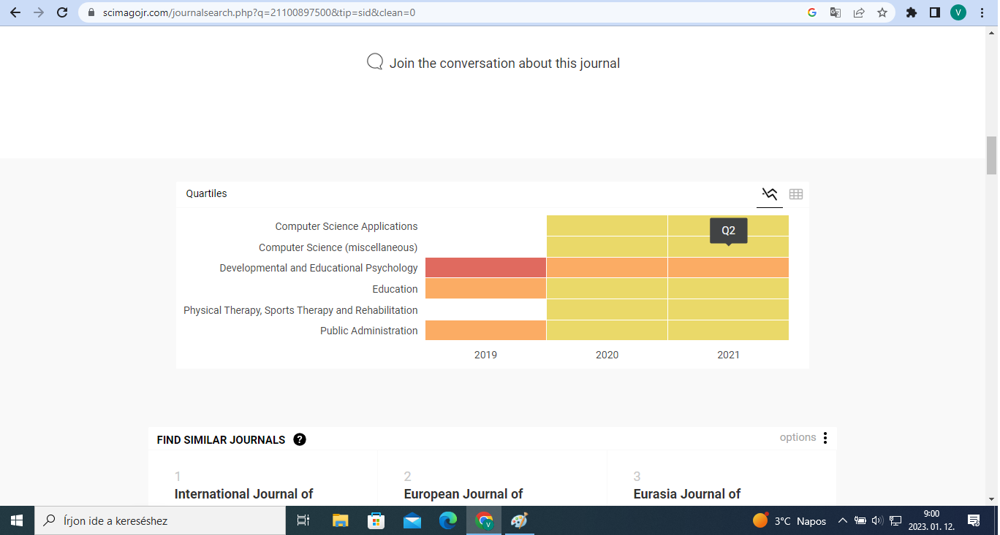 scimagojr.com/journalsearch.php?q=21100897500&tip=sid&clean=0
V
Join the conversation about this journal
Quartiles
Computer Science Applications
Q2
Computer Science (miscellaneous)
Developmental and Educational Psychology
Education
Physical Therapy, Sports Therapy and Rehabilitation
Public Administration
2019 2020 2021
FIND SIMILAR JOURNALS ?
options
1 2 3
International Journal of European Journal of Eurasia Journal of
Írjon ide a kereséshez
V
3°C Napos
9:00
2023. 01. 12.